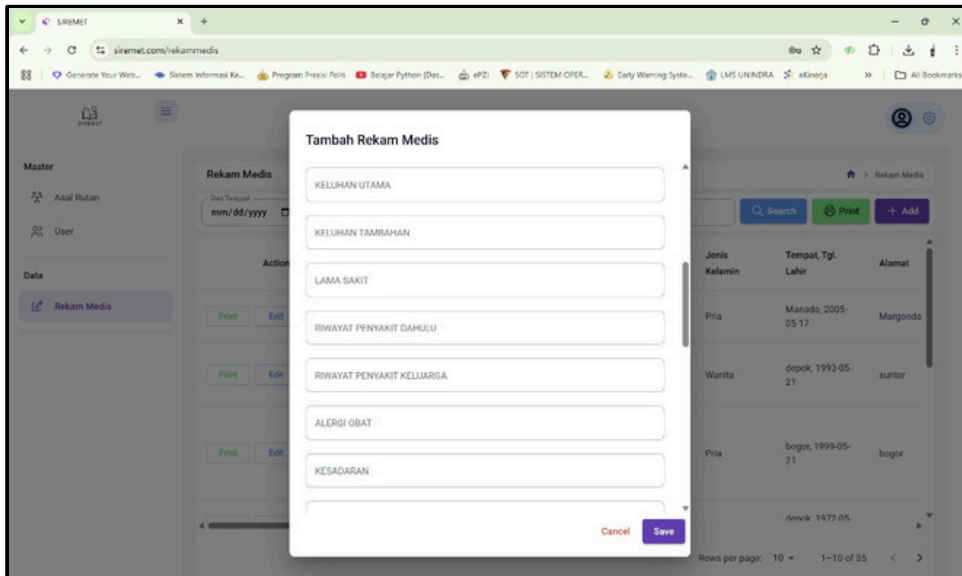 SIREMET
siremet.com/rekammedis
Generate Your Web...
Sistem Informasi Ke...
Program Presisi Polri
Belajar Python [Das...
ePZI
SOT | SISTEM OPER...
Early Warning Syste...
LMS UNINDRA
eKinerja
All Bookmarks
SIREMET
Master
Asal Rutan
User
Data
Rekam Medis
Rekam Medis
Rekam Medis
Dari Tanggal
mm/dd/yyyy
Search
Print
+ Add
Action
Jenis Kelamin
Tempat, Tgl. Lahir
Alamat
Print
Edit
Pria
Manado, 2005-05-17
Margonda
Print
Edit
Wanita
depok, 1993-05-21
sunter
Print
Edit
Pria
bogor, 1999-05-21
bogor
depok, 1972-05-
Rows per page: 10
1–10 of 35
Tambah Rekam Medis
KELUHAN UTAMA
KELUHAN TAMBAHAN
LAMA SAKIT
RIWAYAT PENYAKIT DAHULU
RIWAYAT PENYAKIT KELUARGA
ALERGI OBAT
KESADARAN
Cancel
Save